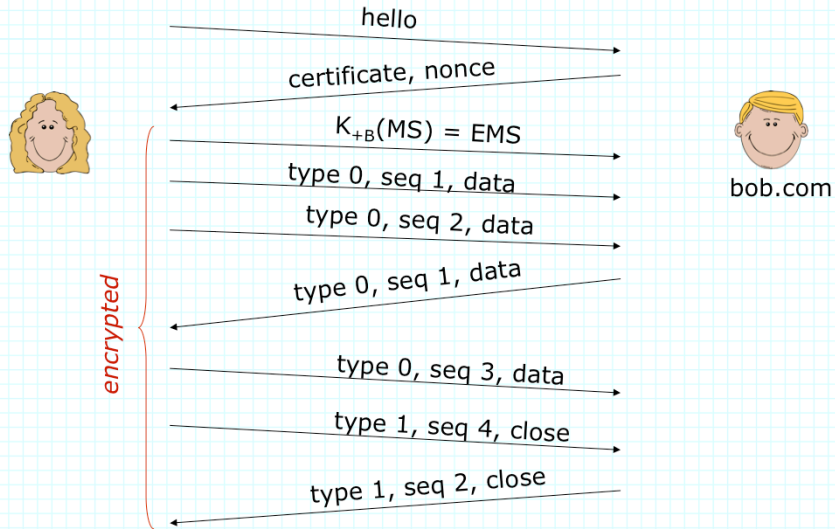 hello
certificate, nonce
K+B(MS) = EMS
type 0, seq 1, data
bob.com
type 0, seq 2, data
type 0, seq 1, data
encrypted
type 0, seq 3, data
type 1, seq 4, close
type 1, seq 2, close